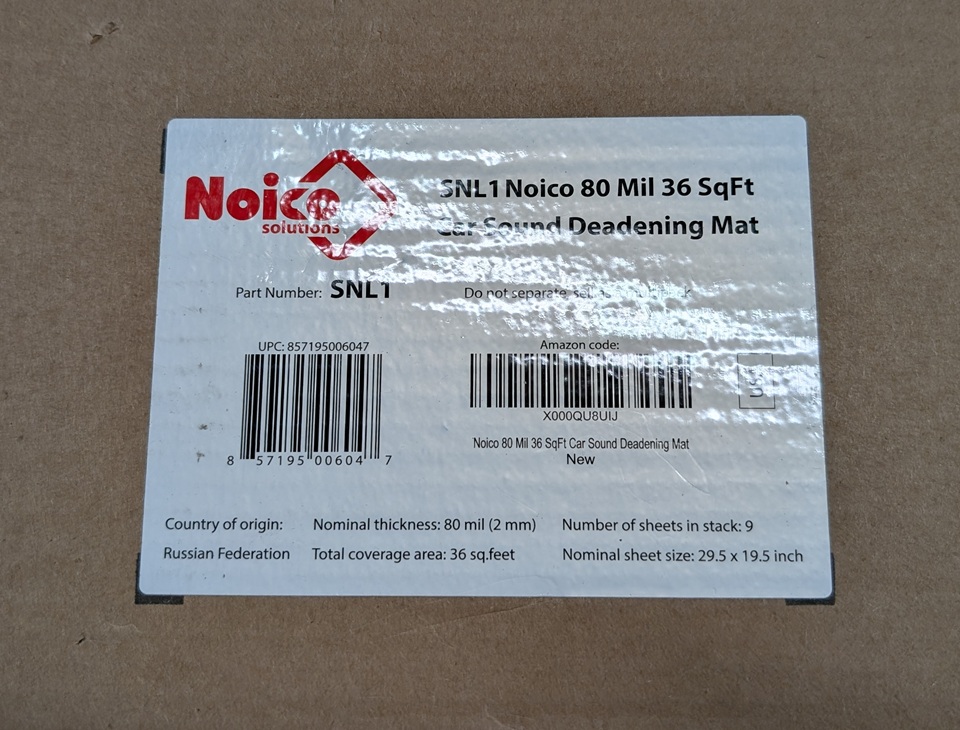 Noico
solutions
SNL1 Noico 80 Mil 36 SqFt
Car Sound Deadening Mat
Part Number: SNL1
Do not separate, sell
UPC: 857195006047
8 57195 00604 7
Amazon code:
X000QU8UIJ
Noico 80 Mil 36 SqFt Car Sound Deadening Mat
New
Country of origin:
Russian Federation
Nominal thickness: 80 mil (2 mm)
Total coverage area: 36 sq.feet
Number of sheets in stack: 9
Nominal sheet size: 29.5 x 19.5 inch